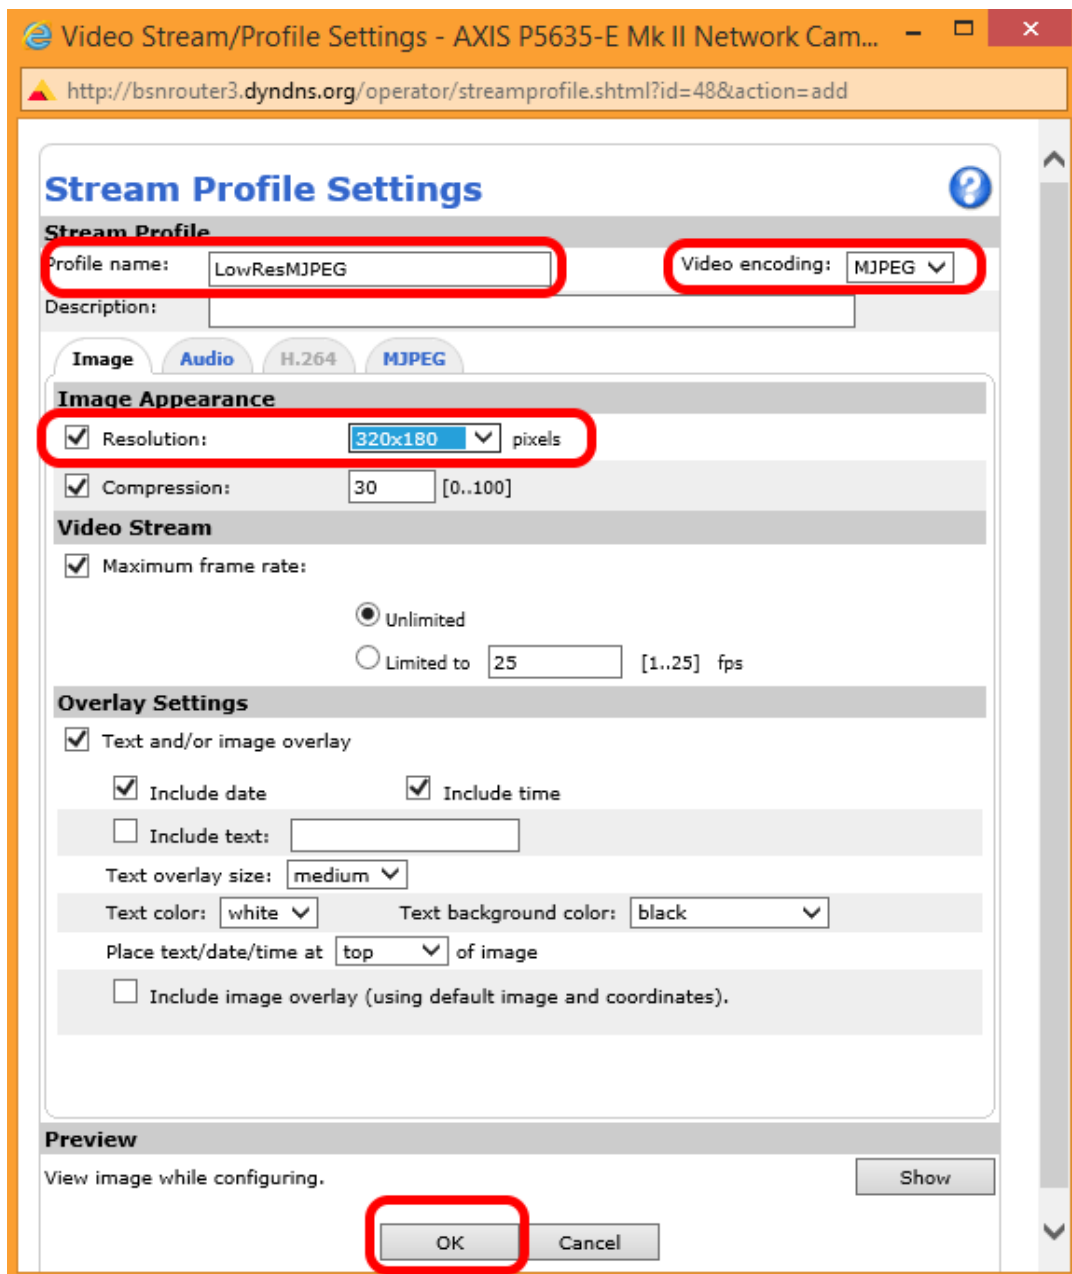 Video Stream/Profile Settings - AXIS P5635-E Mk II Network Cam...
http://bsnrouter3.dyndns.org/operator/streamprofile.shtml?id=48&action=add
Stream Profile Settings
Stream Profile
Profile name: LowResMJPEG Video encoding: MJPEG
Description:
Image Audio H.264 MJPEG
Image Appearance
Resolution: 320x180 pixels
Compression: 30 [0..100]
Video Stream
Maximum frame rate:
Unlimited
Limited to 25 [1..25] fps
Overlay Settings
Text and/or image overlay
Include date Include time
Include text:
Text overlay size: medium
Text color: white Text background color: black
Place text/date/time at top of image
Include image overlay (using default image and coordinates).
Preview
View image while configuring. Show
OK Cancel